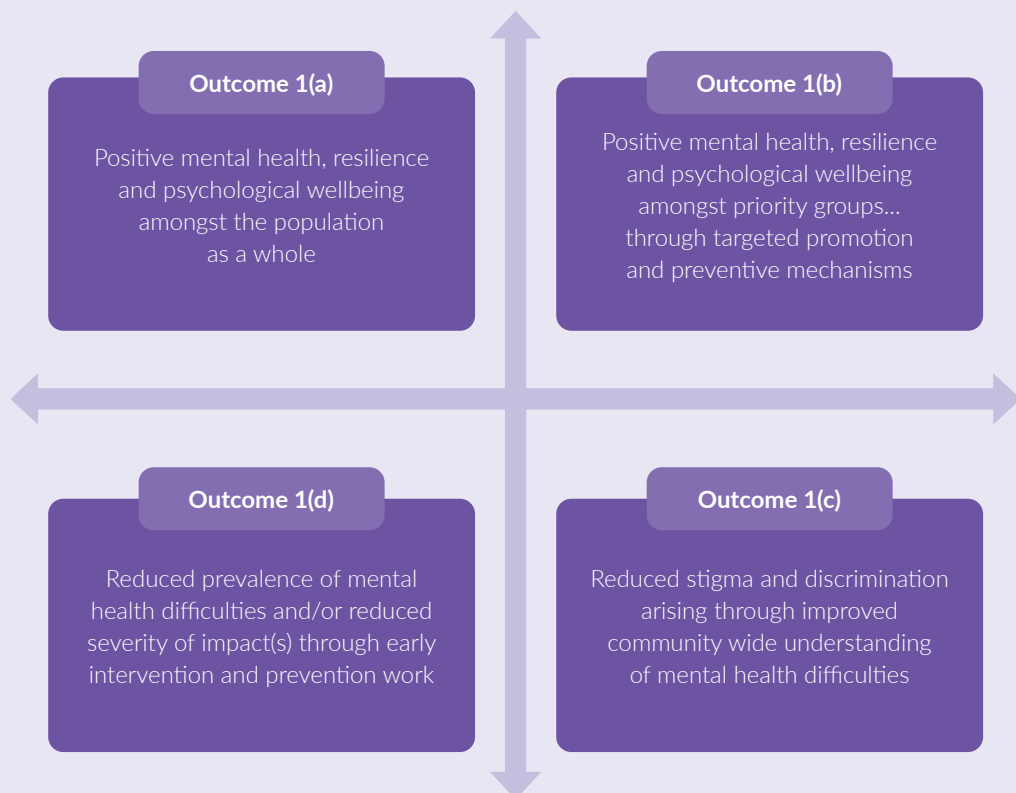 Outcome 1(a)
Positive mental health, resilience
and psychological wellbeing
amongst the population
as a whole
Outcome 1(b)
Positive mental health, resilience
and psychological wellbeing
amongst priority groups...
through targeted promotion
and preventive mechanisms
Outcome 1(d)
Reduced prevalence of mental
health difficulties and/or reduced
severity of impact(s) through early
intervention and prevention work
Outcome 1(c)
Reduced stigma and discrimination
arising through improved
community wide understanding
of mental health difficulties